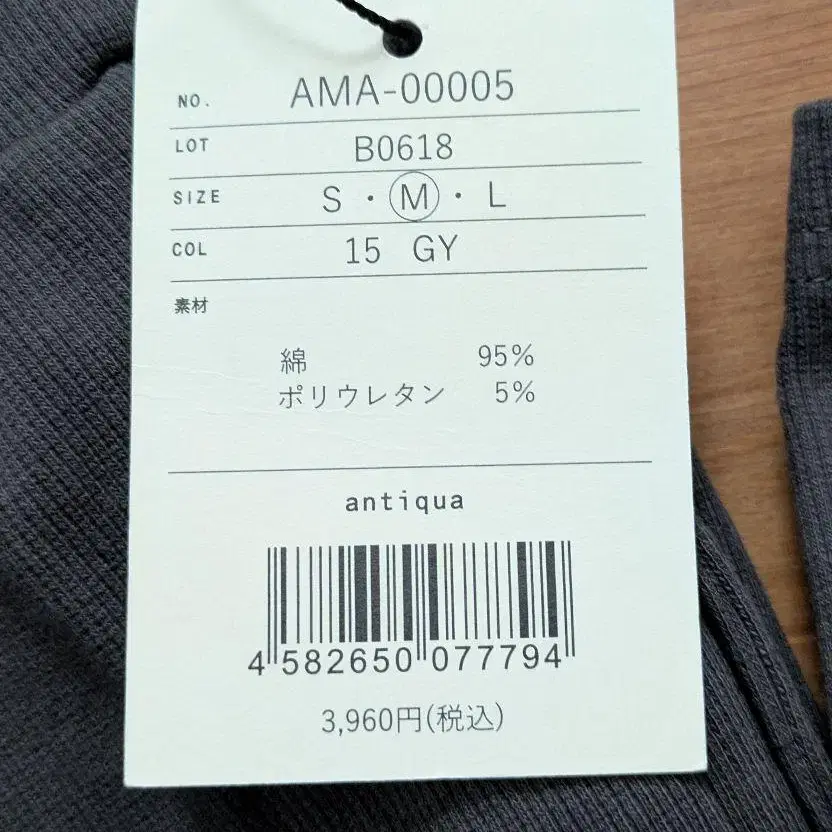 NO. AMA-00005
LOT B0618
SIZE S・M・L
COL 15 GY
素材
綿 95%
ポリウレタン 5%
antiqua
4 582650 077794
3,960円(税込)